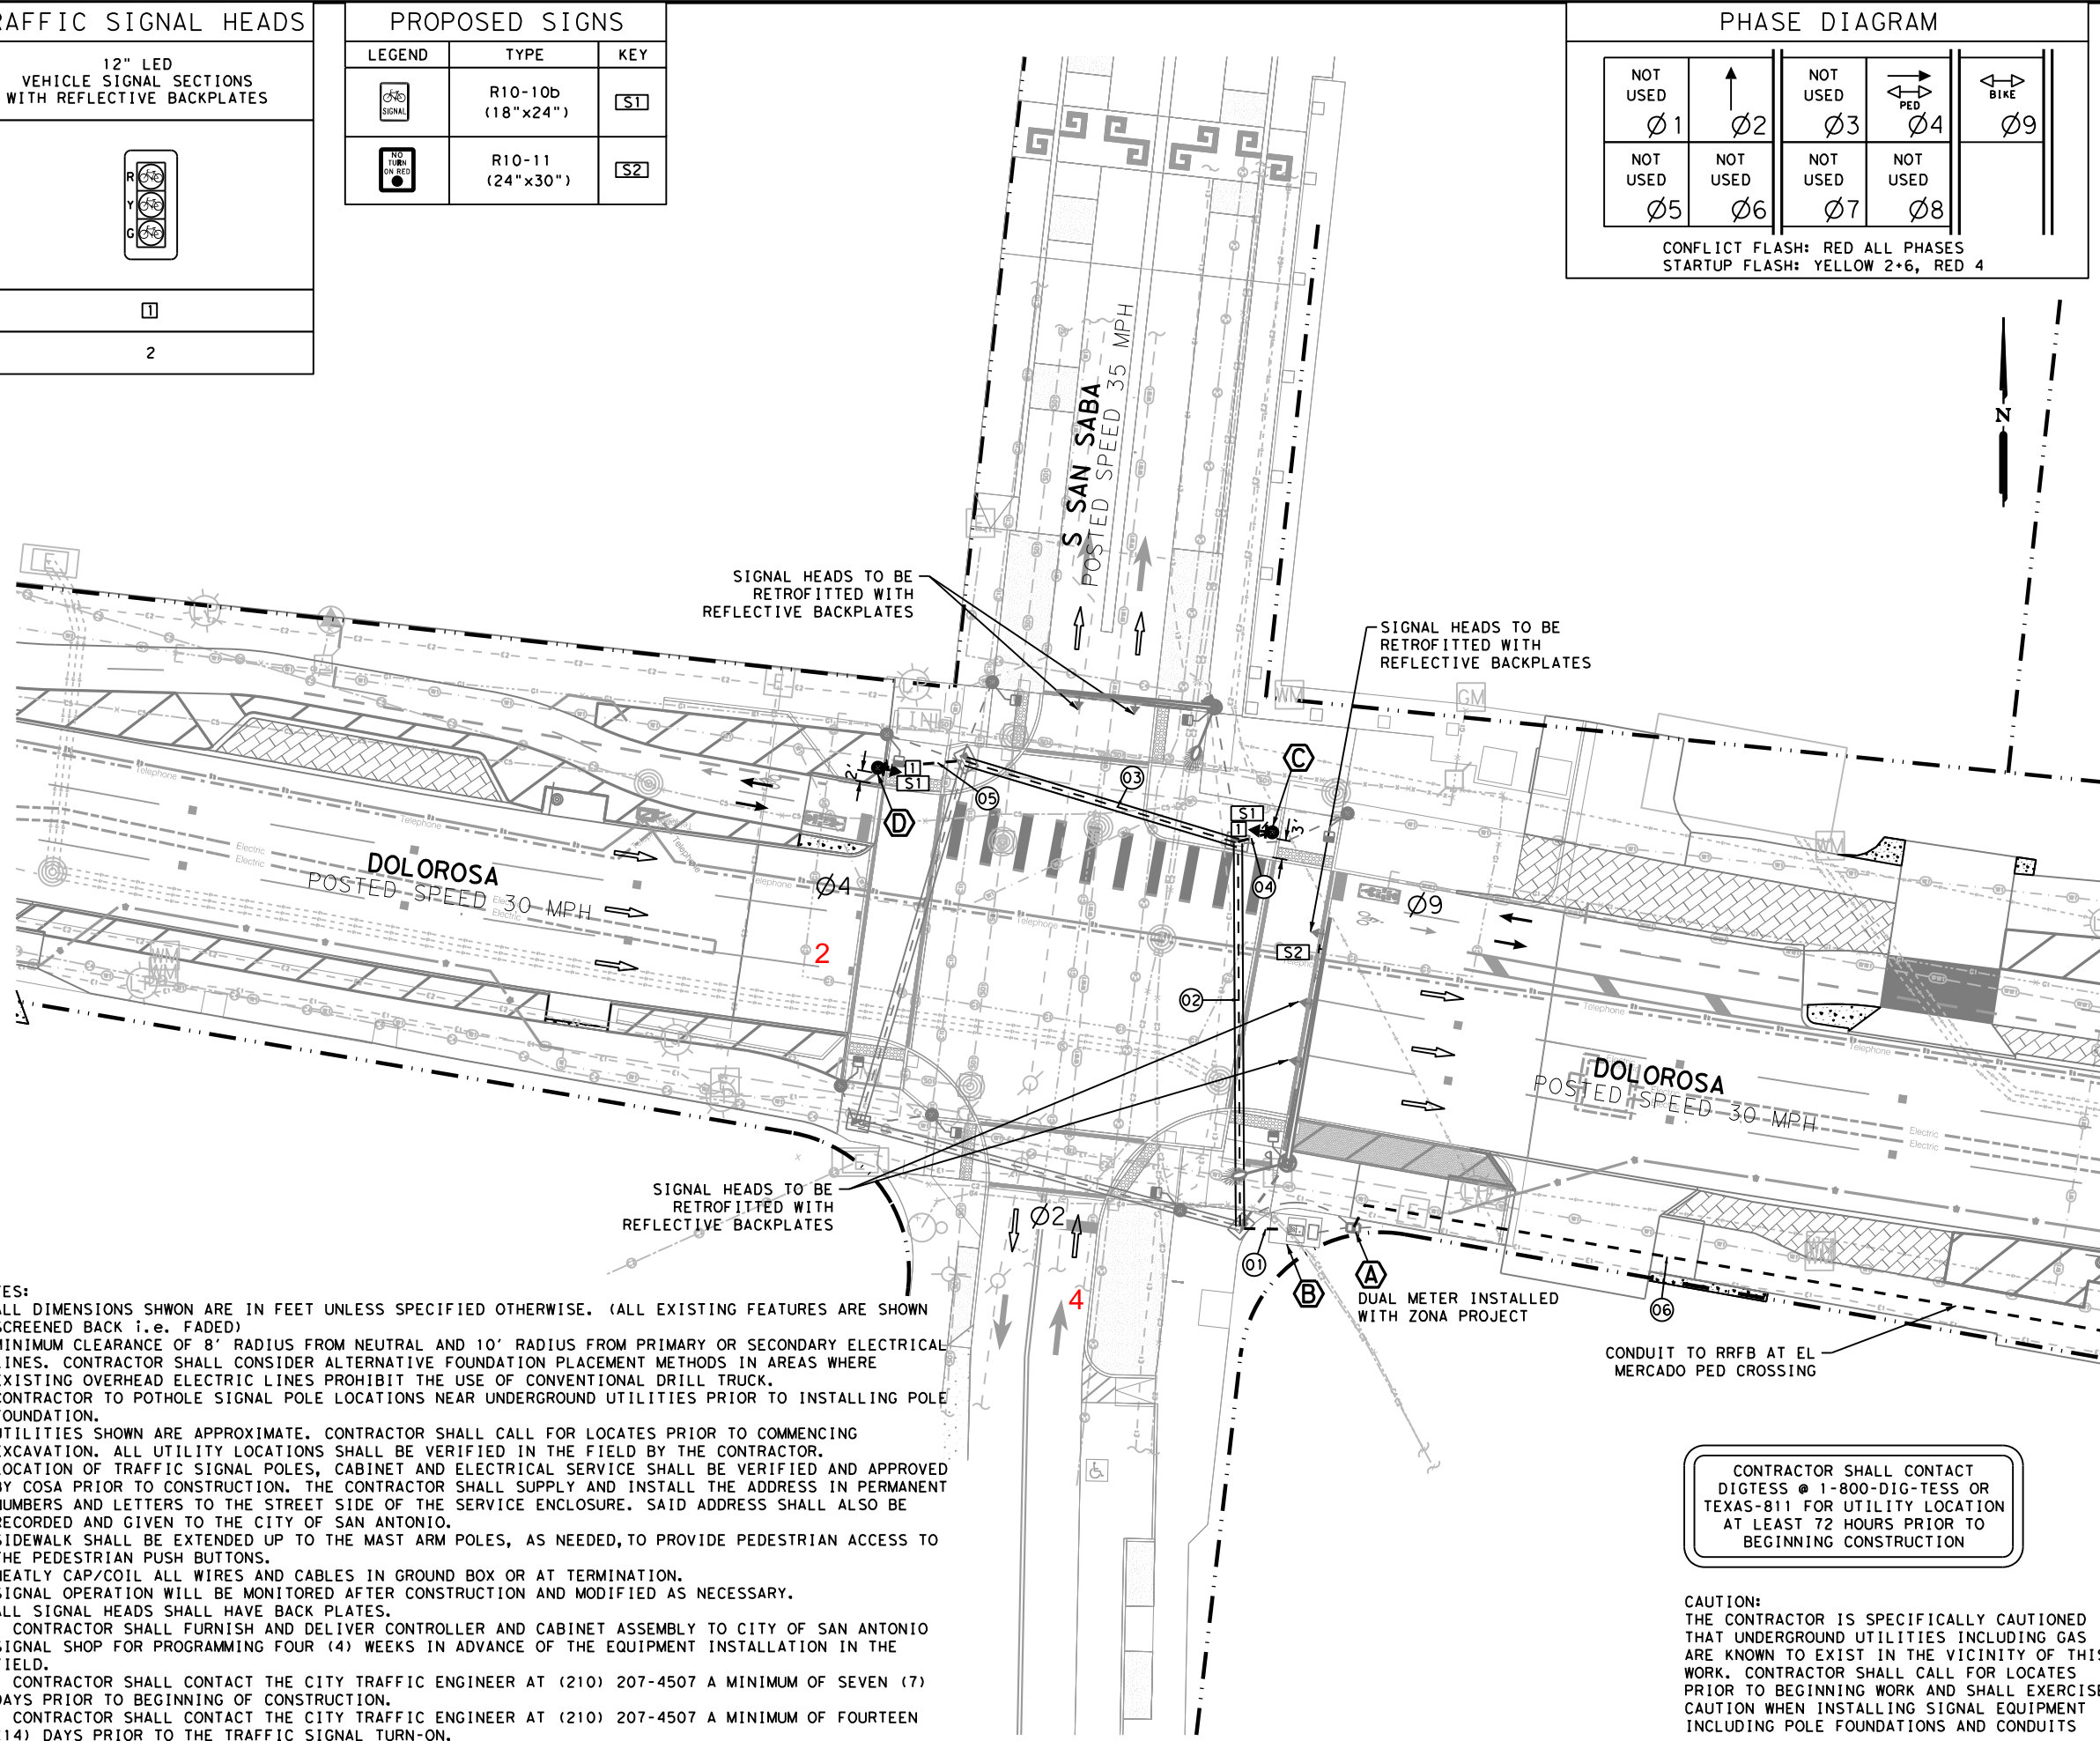 RAFFIC SIGNAL HEADS
12" LED
VEHICLE SIGNAL SECTIONS
WITH REFLECTIVE BACKPLATES
R
Y
G
1
2
PROPOSED SIGNS
LEGEND TYPE KEY
SIGNAL
R10-10b
(18"x24")
S1
NO
TURN
ON RED
R10-11
(24"x30")
S2
PHASE DIAGRAM
NOT
USED
Ø1
Ø2
NOT
USED
Ø3
PED
Ø4
BIKE
Ø9
NOT
USED
Ø5
NOT
USED
Ø6
NOT
USED
Ø7
NOT
USED
Ø8
CONFLICT FLASH: RED ALL PHASES
STARTUP FLASH: YELLOW 2+6, RED 4
N
S SAN SABA
POSTED SPEED 35 MPH
SIGNAL HEADS TO BE
RETROFITTED WITH
REFLECTIVE BACKPLATES
SIGNAL HEADS TO BE
RETROFITTED WITH
REFLECTIVE BACKPLATES
WM
GM
C
D
2'
1
S1
05
03
S1
1
3'
04
WM
DOLOROSA
POSTED SPEED 30 MPH
Ø4
Ø9
2
S2
02
Telephone
Electric
Electric
WM
WM
DOLOROSA
POSTED SPEED 30 MPH
Electric
Electric
SIGNAL HEADS TO BE
RETROFITTED WITH
REFLECTIVE BACKPLATES
Ø2
01
B
A
DUAL METER INSTALLED
WITH ZONA PROJECT
4
06
CONDUIT TO RRFB AT EL
MERCADO PED CROSSING
TES:
ALL DIMENSIONS SHWON ARE IN FEET UNLESS SPECIFIED OTHERWISE. (ALL EXISTING FEATURES ARE SHOWN
SCREENED BACK i.e. FADED)
MINIMUM CLEARANCE OF 8' RADIUS FROM NEUTRAL AND 10' RADIUS FROM PRIMARY OR SECONDARY ELECTRICAL
LINES. CONTRACTOR SHALL CONSIDER ALTERNATIVE FOUNDATION PLACEMENT METHODS IN AREAS WHERE
EXISTING OVERHEAD ELECTRIC LINES PROHIBIT THE USE OF CONVENTIONAL DRILL TRUCK.
CONTRACTOR TO POTHOLE SIGNAL POLE LOCATIONS NEAR UNDERGROUND UTILITIES PRIOR TO INSTALLING POLE
FOUNDATION.
UTILITIES SHOWN ARE APPROXIMATE. CONTRACTOR SHALL CALL FOR LOCATES PRIOR TO COMMENCING
EXCAVATION. ALL UTILITY LOCATIONS SHALL BE VERIFIED IN THE FIELD BY THE CONTRACTOR.
LOCATION OF TRAFFIC SIGNAL POLES, CABINET AND ELECTRICAL SERVICE SHALL BE VERIFIED AND APPROVED
BY COSA PRIOR TO CONSTRUCTION. THE CONTRACTOR SHALL SUPPLY AND INSTALL THE ADDRESS IN PERMANENT
NUMBERS AND LETTERS TO THE STREET SIDE OF THE SERVICE ENCLOSURE. SAID ADDRESS SHALL ALSO BE
RECORDED AND GIVEN TO THE CITY OF SAN ANTONIO.
SIDEWALK SHALL BE EXTENDED UP TO THE MAST ARM POLES, AS NEEDED, TO PROVIDE PEDESTRIAN ACCESS TO
THE PEDESTRIAN PUSH BUTTONS.
NEATLY CAP/COIL ALL WIRES AND CABLES IN GROUND BOX OR AT TERMINATION.
SIGNAL OPERATION WILL BE MONITORED AFTER CONSTRUCTION AND MODIFIED AS NECESSARY.
ALL SIGNAL HEADS SHALL HAVE BACK PLATES.
CONTRACTOR SHALL FURNISH AND DELIVER CONTROLLER AND CABINET ASSEMBLY TO CITY OF SAN ANTONIO
SIGNAL SHOP FOR PROGRAMMING FOUR (4) WEEKS IN ADVANCE OF THE EQUIPMENT INSTALLATION IN THE
FIELD.
CONTRACTOR SHALL CONTACT THE CITY TRAFFIC ENGINEER AT (210) 207-4507 A MINIMUM OF SEVEN (7)
DAYS PRIOR TO BEGINNING OF CONSTRUCTION.
CONTRACTOR SHALL CONTACT THE CITY TRAFFIC ENGINEER AT (210) 207-4507 A MINIMUM OF FOURTEEN
(14) DAYS PRIOR TO THE TRAFFIC SIGNAL TURN-ON.
CONTRACTOR SHALL CONTACT
DIGTESS @ 1-800-DIG-TESS OR
TEXAS-811 FOR UTILITY LOCATION
AT LEAST 72 HOURS PRIOR TO
BEGINNING CONSTRUCTION
CAUTION:
THE CONTRACTOR IS SPECIFICALLY CAUTIONED
THAT UNDERGROUND UTILITIES INCLUDING GAS
ARE KNOWN TO EXIST IN THE VICINITY OF THIS
WORK. CONTRACTOR SHALL CALL FOR LOCATES
PRIOR TO BEGINNING WORK AND SHALL EXERCISE
CAUTION WHEN INSTALLING SIGNAL EQUIPMENT
INCLUDING POLE FOUNDATIONS AND CONDUITS